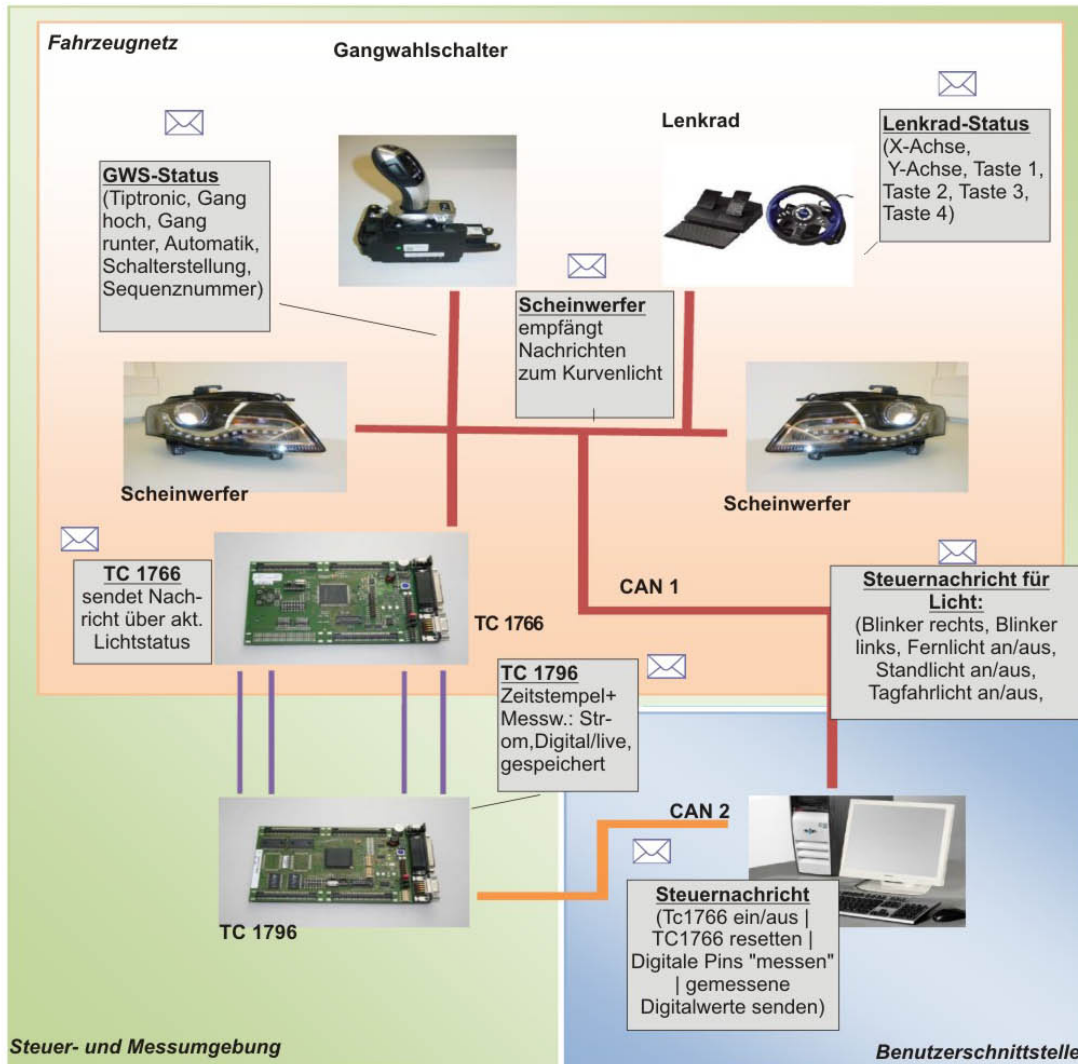 Fahrzeugnetz
Gangwahlschalter
Lenkrad
Lenkrad-Status
(X-Achse,
Y-Achse, Taste 1,
Taste 2, Taste 3,
Taste 4)
GWS-Status
(Tiptronic, Gang
hoch, Gang
runter, Automatik,
Schalterstellung,
Sequenznummer)
Scheinwerfer
empfängt
Nachrichten
zum Kurvenlicht
Scheinwerfer
Scheinwerfer
TC 1766
sendet Nach-
richt über akt.
Lichtstatus
TC 1766
CAN 1
Steuernachricht für
Licht:
(Blinker rechts, Blinker
links, Fernlicht an/aus,
Standlicht an/aus,
Tagfahrlicht an/aus,
TC 1796
Zeitstempel+
Messw.: Str-
om,Digital/live,
gespeichert
CAN 2
TC 1796
Steuernachricht
(Tc1766 ein/aus |
TC1766 resetten |
Digitale Pins "messen"
| gemessene
Digitalwerte senden)
Steuer- und Messumgebung
Benutzerschnittstelle